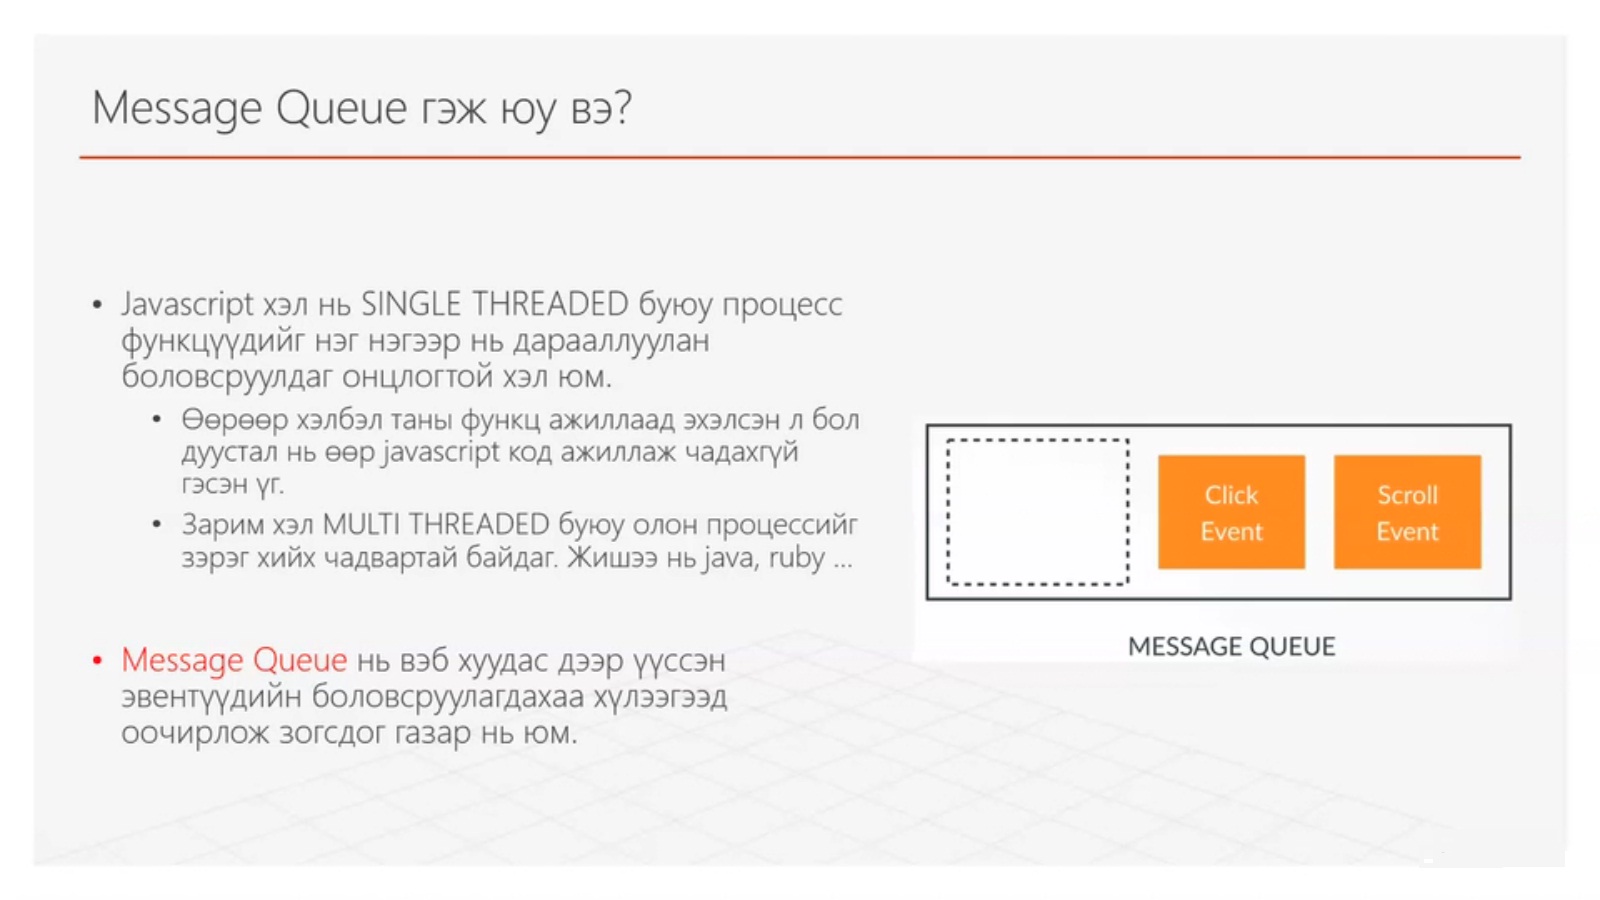 Message Queue гэж юу вэ?
• Javascript хэл нь SINGLE THREADED буюу процесс
функцүүдийг нэг нэгээр нь дарааллуулан
боловсруулдаг онцлогтой хэл юм.
• Өөрөөр хэлбэл таны функц ажиллаад эхэлсэн л бол
дуустал нь өөр javascript код ажиллаж чадахгүй
гэсэн үг.
• Зарим хэл MULTI THREADED буюу олон процессийг
зэрэг хийх чадвартай байдаг. Жишээ нь java, ruby ...
• Message Queue нь вэб хуудас дээр үүссэн
эвентүүдийн боловсруулагдахаа хүлээгээд
оочирлож зогсдог газар нь юм.
Click
Event
Scroll
Event
MESSAGE QUEUE